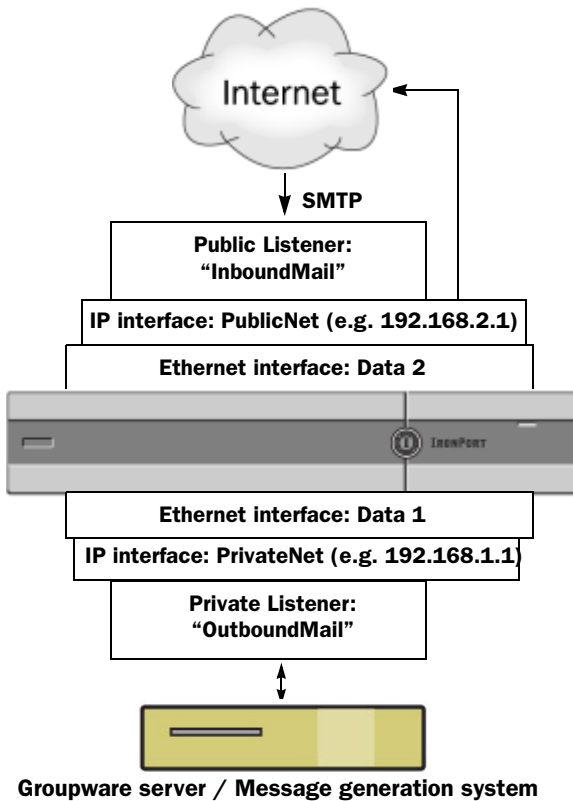 Internet
SMTP
Public Listener:
“InboundMail”
IP interface: PublicNet (e.g. 192.168.2.1)
Ethernet interface: Data 2
IRONPORT
Ethernet interface: Data 1
IP interface: PrivateNet (e.g. 192.168.1.1)
Private Listener:
“OutboundMail”
Groupware server / Message generation system